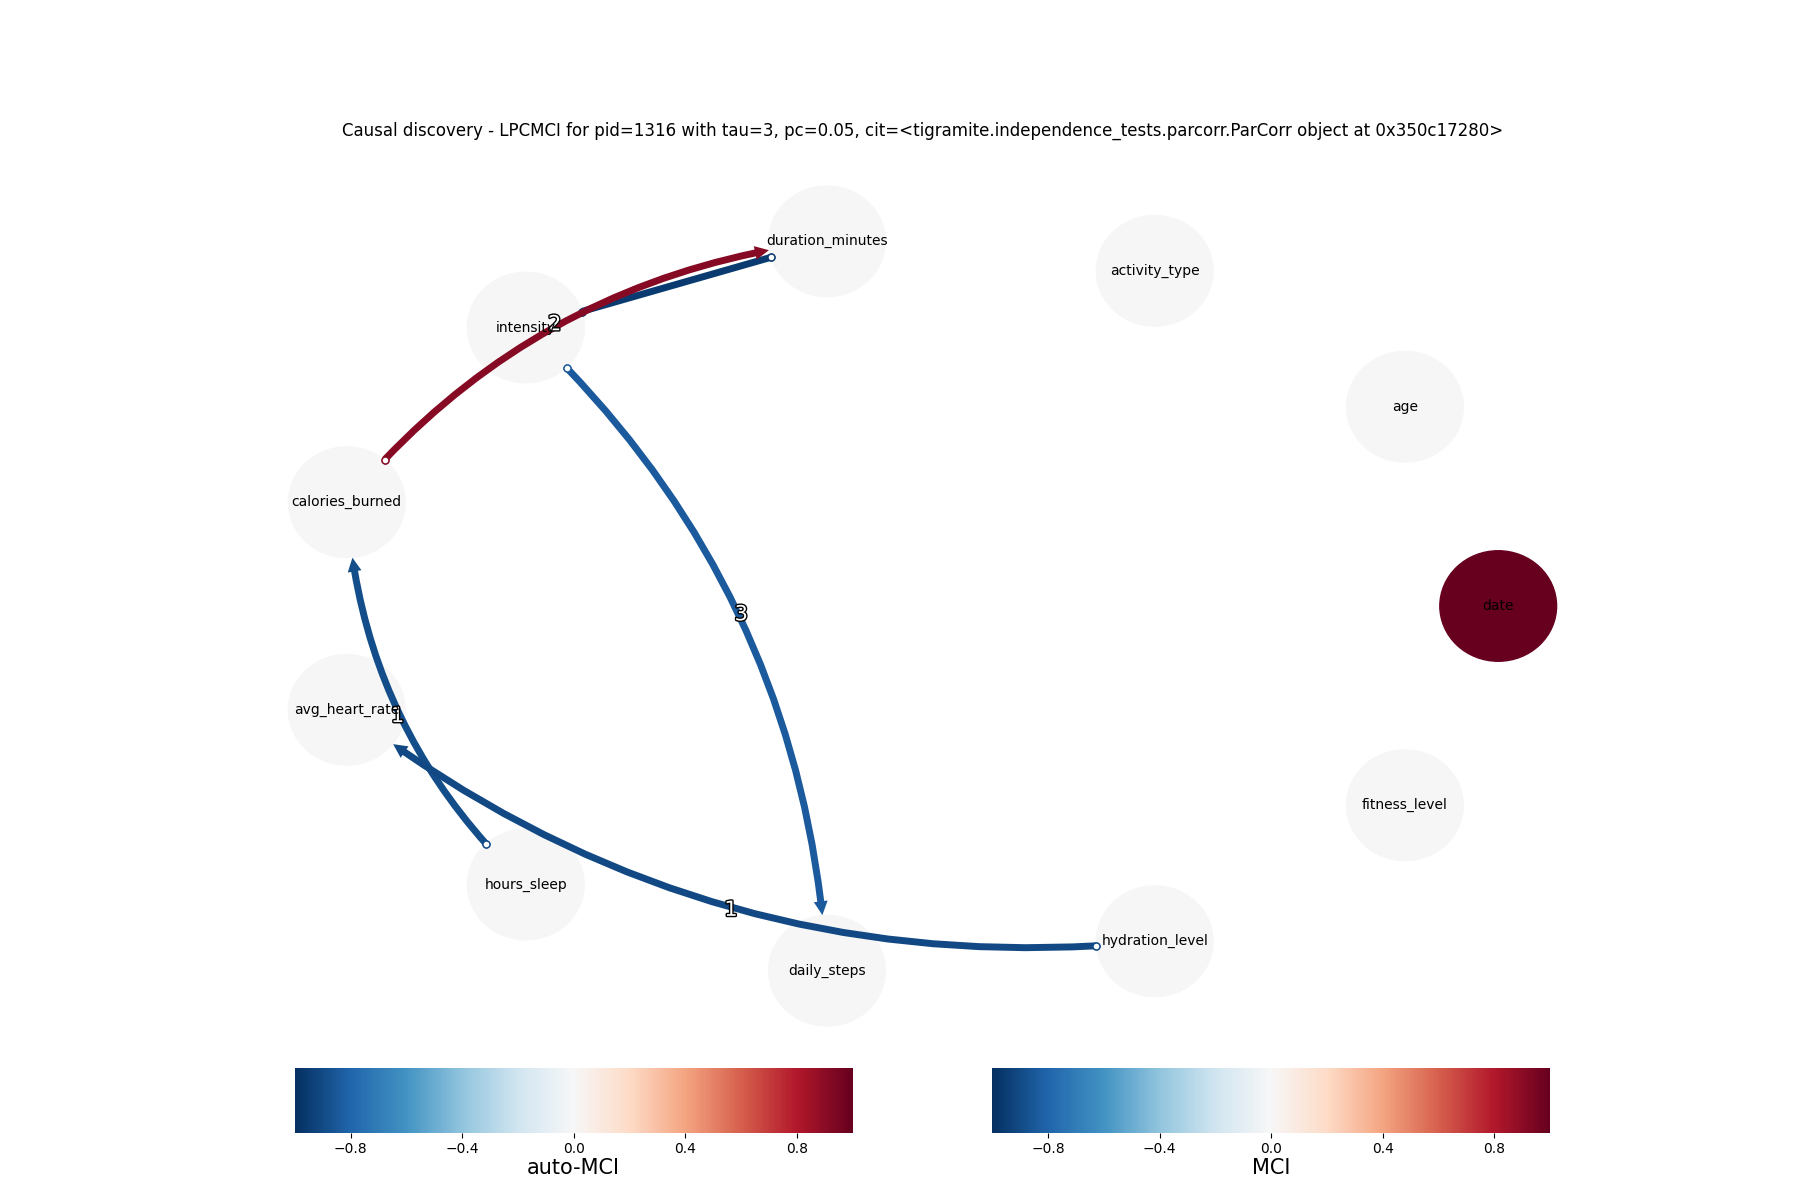 Causal discovery - LPCMCI for pid=1316 with tau=3, pc=0.05, cit=<tigramite.independence_tests.parcorr.ParCorr object at 0x350c17280>
duration_minutes
activity_type
intensity
2
age
calories_burned
date
3
avg_heart_rate
1
fitness_level
hours_sleep
1
hydration_level
daily_steps
−0.8 −0.4 0.0 0.4 0.8
auto-MCI
−0.8 −0.4 0.0 0.4 0.8
MCI